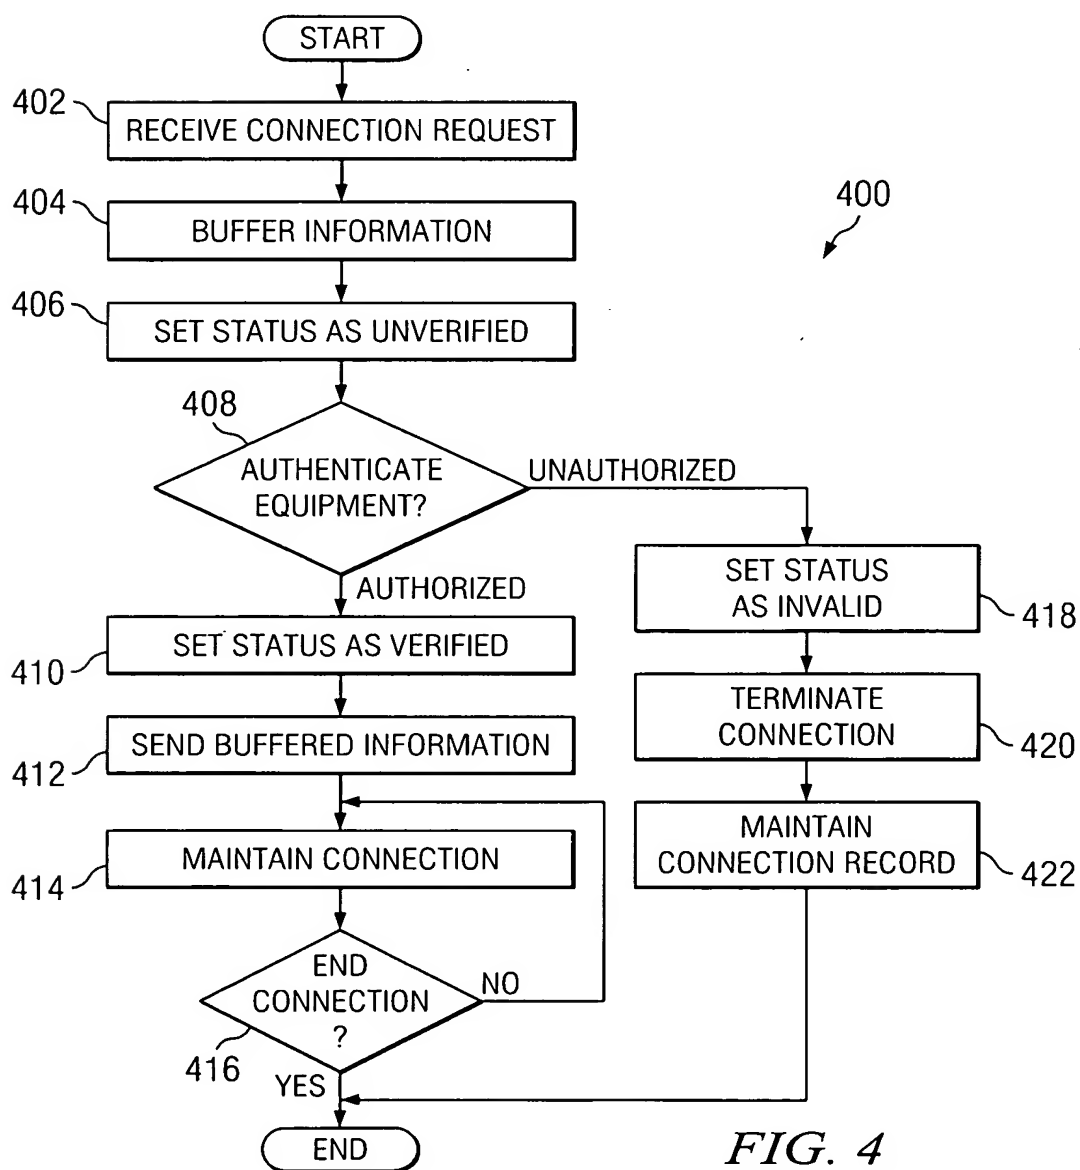 START
402
RECEIVE CONNECTION REQUEST
404
BUFFER INFORMATION
400
406
SET STATUS AS UNVERIFIED
408
AUTHENTICATE
EQUIPMENT?
UNAUTHORIZED
AUTHORIZED
SET STATUS
AS INVALID
418
SET STATUS AS VERIFIED
410
TERMINATE
CONNECTION
420
SEND BUFFERED INFORMATION
412
MAINTAIN
CONNECTION RECORD
422
MAINTAIN CONNECTION
414
END
CONNECTION
?
NO
416
YES
END
FIG. 4